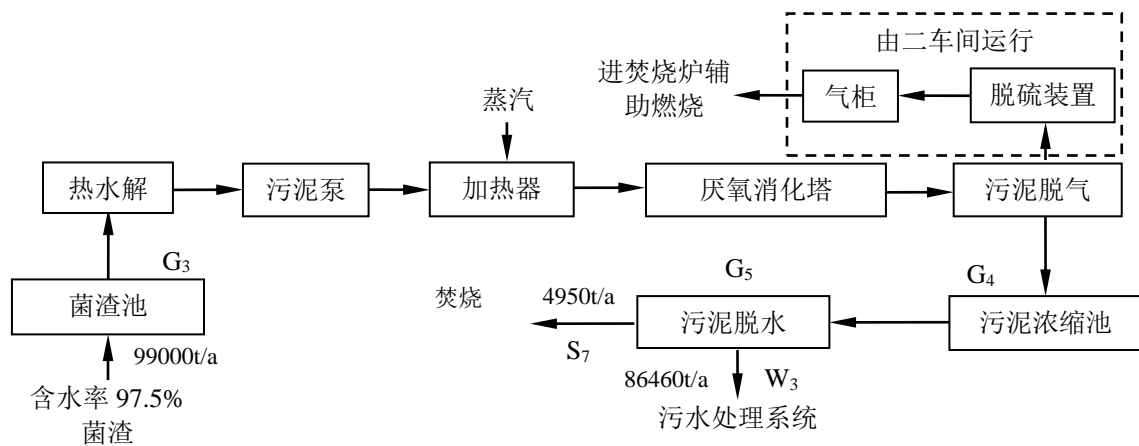 由二车间运行
进焚烧炉辅
助燃烧
气柜
脱硫装置
蒸汽
热水解
污泥泵
加热器
厌氧消化塔
污泥脱气
G3
G5
G4
菌渣池
焚烧
4950t/a
污泥脱水
污泥浓缩池
S7
99000t/a
86460t/a
W3
含水率 97.5%
菌渣
污水处理系统